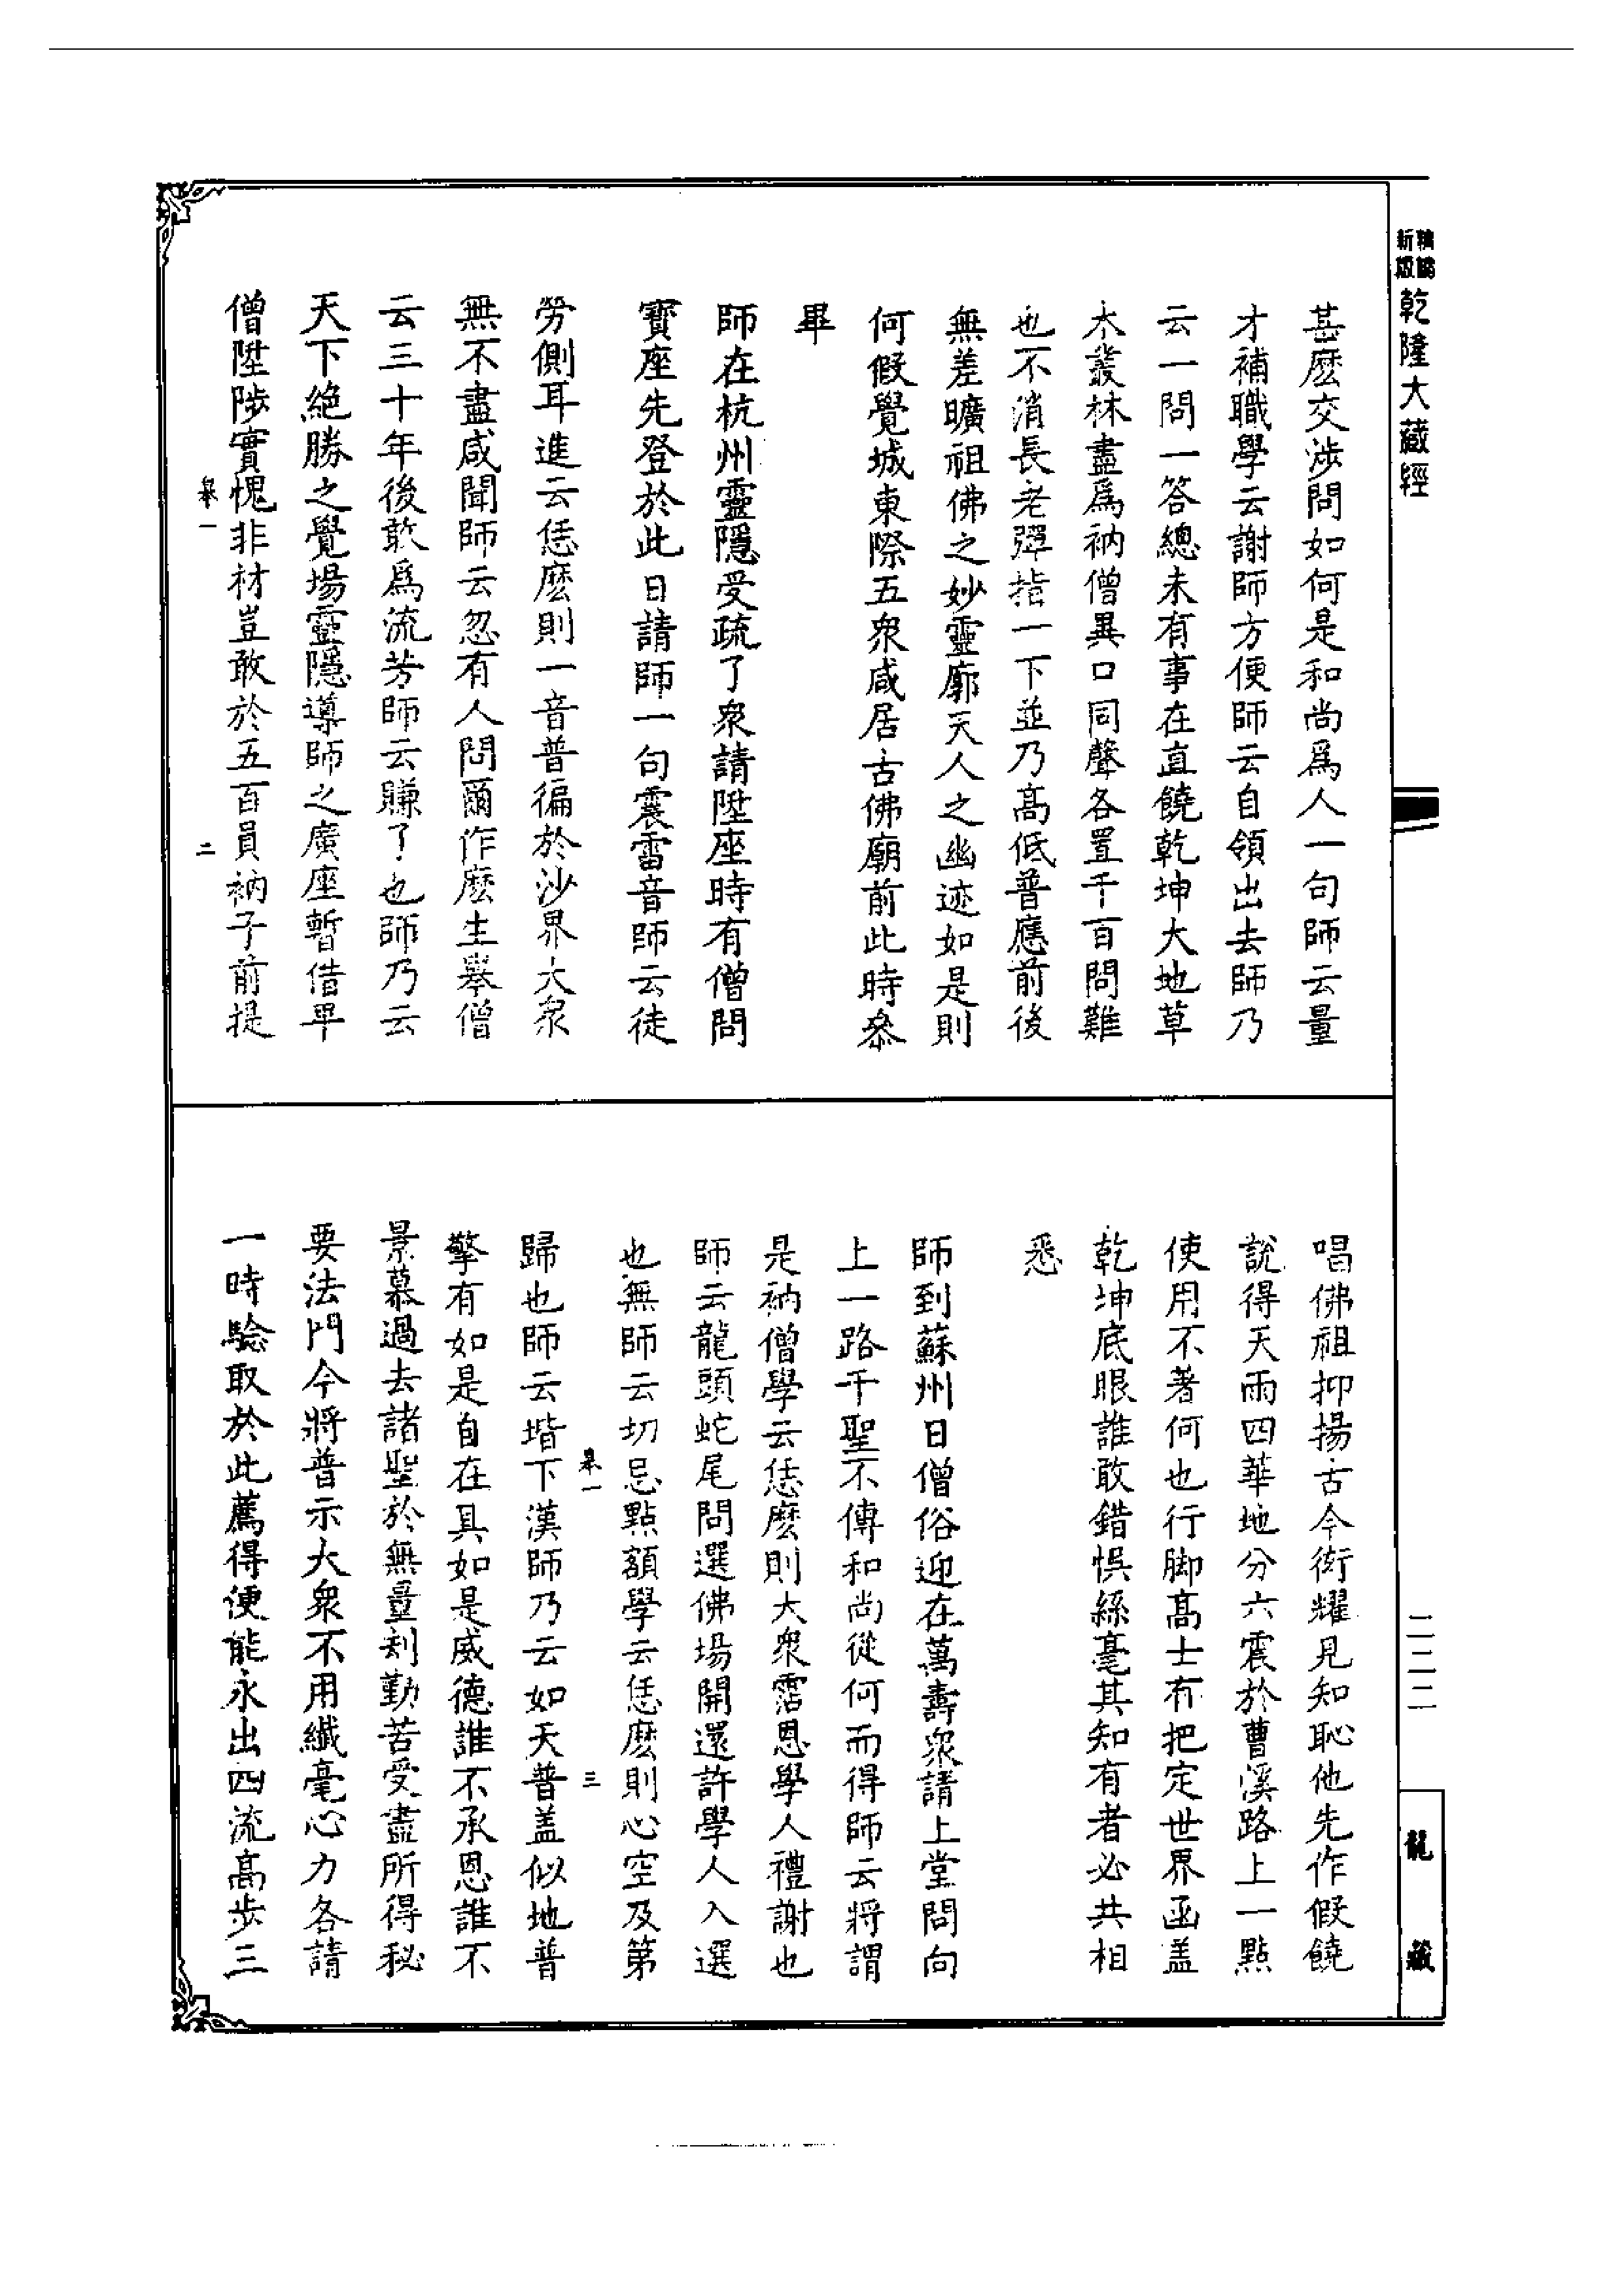 新版
精縮
乾隆大藏經
甚麽交涉問如何是和尚爲人一句師云量
才補職學云謝師方便師云自領出去師乃
云一問一答總未有事在直饒乾坤大地草
木叢林盡爲衲僧異口同聲各置千百問難
也不消長老彈指一下並乃高低普應前後
無差曠祖佛之妙靈廓天人之幽迹如是則
何假覺城東際五衆咸居古佛廟前此時叅
畢
師在杭州靈隱受疏了衆請陞座時有僧問
寶座先登於此日請師一句震雷音師云徒
勞側耳進云恁麽則一音普徧於沙界大衆
無不盡咸聞師云忽有人問爾作麽生舉僧
云三十年後敢爲流芳師云賺了也師乃云
天下絶勝之覺場靈隱導師之廣座暫借卑
僧陞陟實愧非材豈敢於五百員衲子前提
二
唱佛祖抑揚古今衒耀見知恥他先作假饒
說得天雨四華地分六震於曹溪路上一點
使用不著何也行脚高士有把定世界函盖
乾坤底眼誰敢錯悮絲毫其知有者必共相
悉
師到蘇州日僧俗迎在萬壽衆請上堂問向
上一路千聖不傳和尚從何而得師云將謂
是衲僧學云恁麽則大衆霑恩學人禮謝也
師云龍頭蛇尾問選佛場開還許學人入選
也無師云切忌點額學云恁麽則心空及第
三
歸也師云堦下漢師乃云如天普盖似地普
擎有如是自在具如是威德誰不承恩誰不
景慕過去諸聖於無量刧勤苦受盡所得秘
要法門今將普示大衆不用纖毫心力各請
一時驗取於此薦得便能永出四流高步三
二二二
龍藏